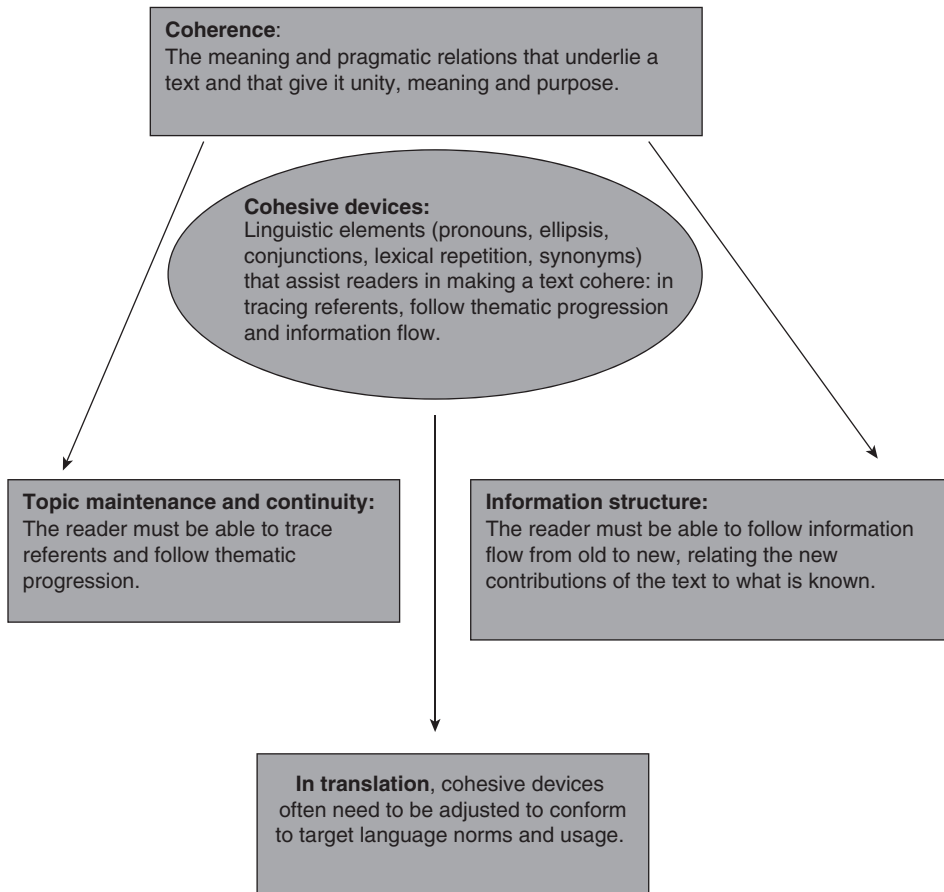 Coherence:
The meaning and pragmatic relations that underlie a
text and that give it unity, meaning and purpose.
Cohesive devices:
Linguistic elements (pronouns, ellipsis,
conjunctions, lexical repetition, synonyms)
that assist readers in making a text cohere: in
tracing referents, follow thematic progression
and information flow.
Topic maintenance and continuity:
The reader must be able to trace
referents and follow thematic
progression.
Information structure:
The reader must be able to follow information
flow from old to new, relating the new
contributions of the text to what is known.
In translation, cohesive devices
often need to be adjusted to conform
to target language norms and usage.